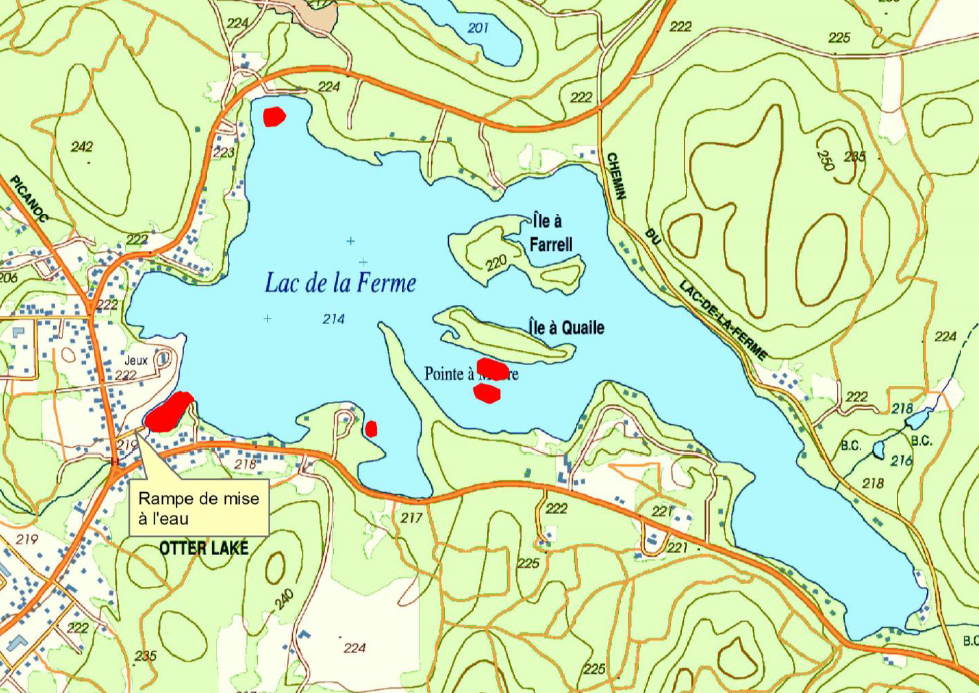 224
201
222
225
224
222
242
223
250
235
CHEMIN
PICANOC
Île à
Farrell
DU
222
220
206
Lac de la Ferme
LAC-DE-LA-FERME
222
214
Île à Quaile
224
Jeux
222
Pointe à
222
218
B.C.
219
B.C.
218
216
218
Rampe de mise
à l'eau
222
221
217
219
OTTER LAKE
221
225
240
222
B.C.
235
224
225